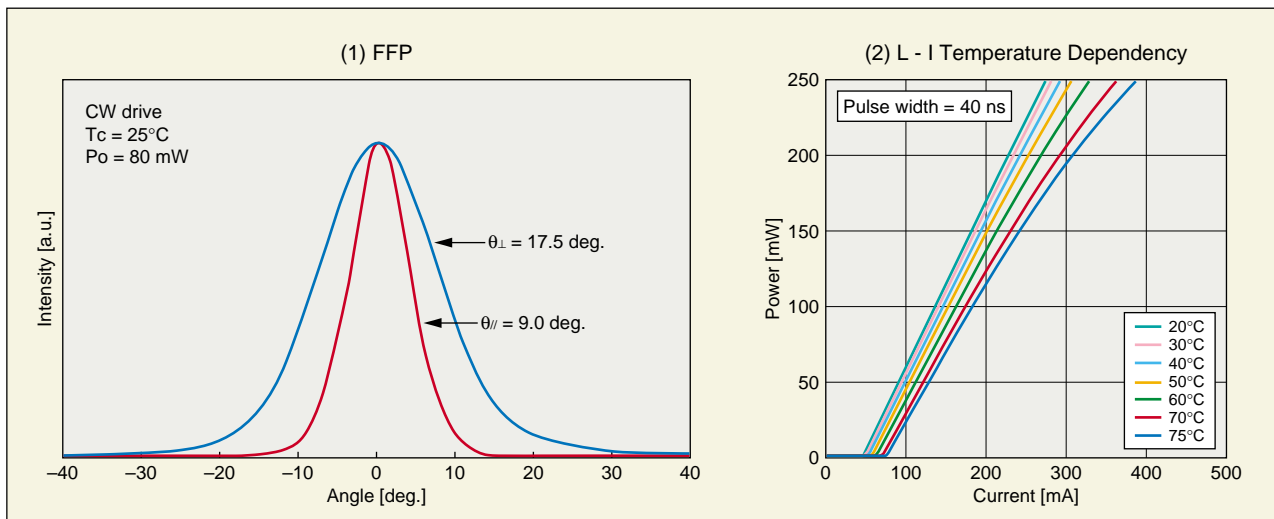 (1) FFP
CW drive
Tc = 25°C
Po = 80 mW
θ⊥ = 17.5 deg.
θ// = 9.0 deg.
Intensity [a.u.]
–40
–30
–20
–10
0
10
20
30
40
Angle [deg.]
(2) L - I Temperature Dependency
Pulse width = 40 ns
250
200
150
100
50
0
Power [mW]
20°C
30°C
40°C
50°C
60°C
70°C
75°C
0
100
200
300
400
500
Current [mA]